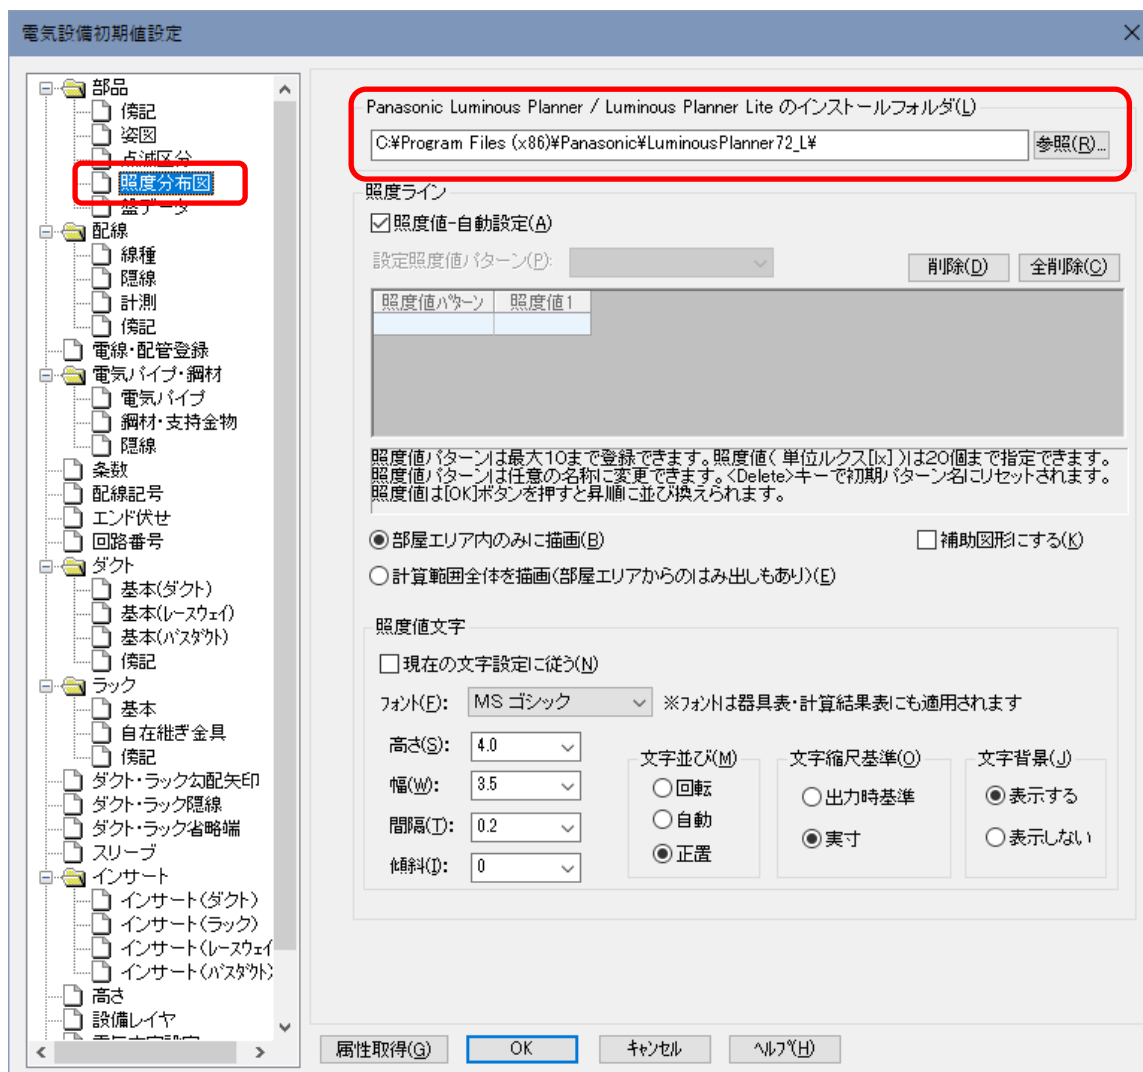 電気設備初期値設定
部品
傍記
姿図
点滅区分
照度分布図
盤データ
配線
線種
隠線
計測
傍記
電線・配管登録
電気パイプ・鋼材
電気パイプ
鋼材・支持金物
隠線
条数
配線記号
エンド伏せ
回路番号
ダクト
基本(ダクト)
基本(レースウェイ)
基本(バスダクト)
傍記
ラック
基本
自在継ぎ金具
傍記
ダクト・ラック勾配矢印
ダクト・ラック隠線
ダクト・ラック省略端
スリーブ
インサート
インサート(ダクト)
インサート(ラック)
インサート(レースウェイ
インサート(バスダクト)
高さ
設備レイヤ
Panasonic Luminous Planner / Luminous Planner Lite のインストールフォルダ(L)
C:¥Program Files (x86)¥Panasonic¥LuminousPlanner72_L¥
参照(R)...
照度ライン
照度値-自動設定(A)
設定照度値パターン(P):
削除(D) 全削除(C)
照度値パターン 照度値1
照度値パターンは最大10まで登録できます。照度値( 単位ルクス[lx] )は20個まで指定できます。
照度値パターンは任意の名称に変更できます。<Delete>キーで初期パターン名にリセットされます。
照度値は[OK]ボタンを押すと昇順に並び換えられます。
部屋エリア内のみに描画(B) 補助図形にする(K)
計算範囲全体を描画(部屋エリアからのはみ出しもあり)(E)
照度値文字
現在の文字設定に従う(N)
フォント(F): MS ゴシック ※フォントは器具表・計算結果表にも適用されます
高さ(S): 4.0
幅(W): 3.5
間隔(T): 0.2
傾斜(I): 0
文字並び(M)
回転
自動
正置
文字縮尺基準(O)
出力時基準
実寸
文字背景(J)
表示する
表示しない
属性取得(G) OK キャンセル ヘルプ(H)